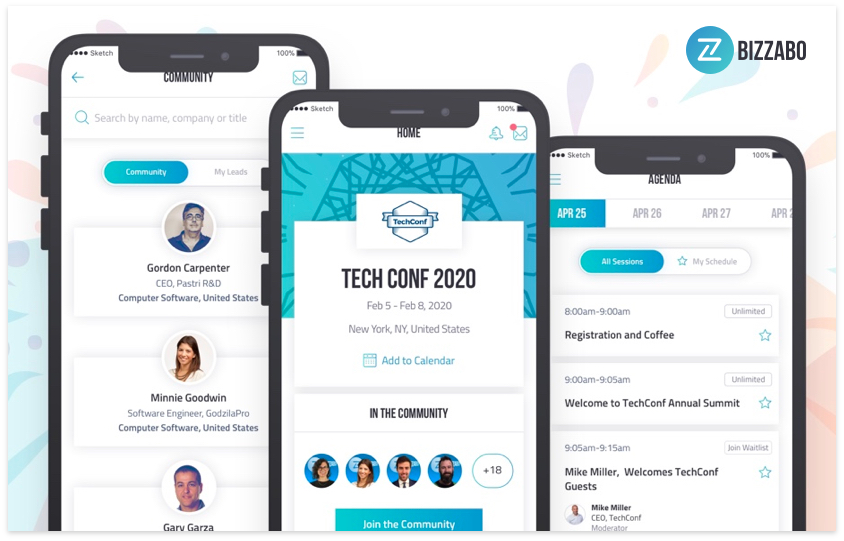 BIZZABO
Sketch
100%
COMMUNITY
Search by name, company or title
Community
My Leads
Gordon Carpenter
CEO, Pastri R&D
Computer Software, United States
Minnie Goodwin
Software Engineer, GodzilaPro
Computer Software, United States
Gary Garza
Sketch
100%
HOME
TechConf
TECH CONF 2020
Feb 5 - Feb 8, 2020
New York, NY, United States
Add to Calendar
IN THE COMMUNITY
+18
Join the Community
Sketch
100%
AGENDA
APR 25
APR 26
APR 27
APR 2
All Sessions
My Schedule
8:00am-9:00am
Unlimited
Registration and Coffee
9:00am-9:05am
Unlimited
Welcome to TechConf Annual Summit
9:05am-9:15am
Join Waitlist
Mike Miller, Welcomes TechConf
Guests
Mike Miller
CEO, TechConf
Moderator